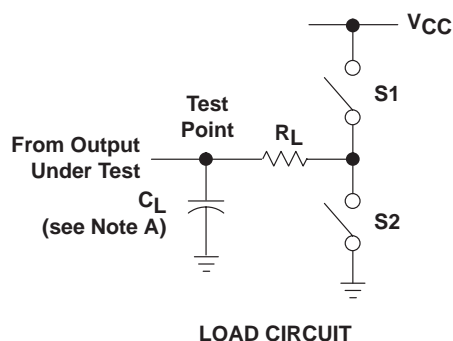 VCC
S1
Test
Point
RL
From Output
Under Test
CL
(see Note A)
S2
LOAD CIRCUIT